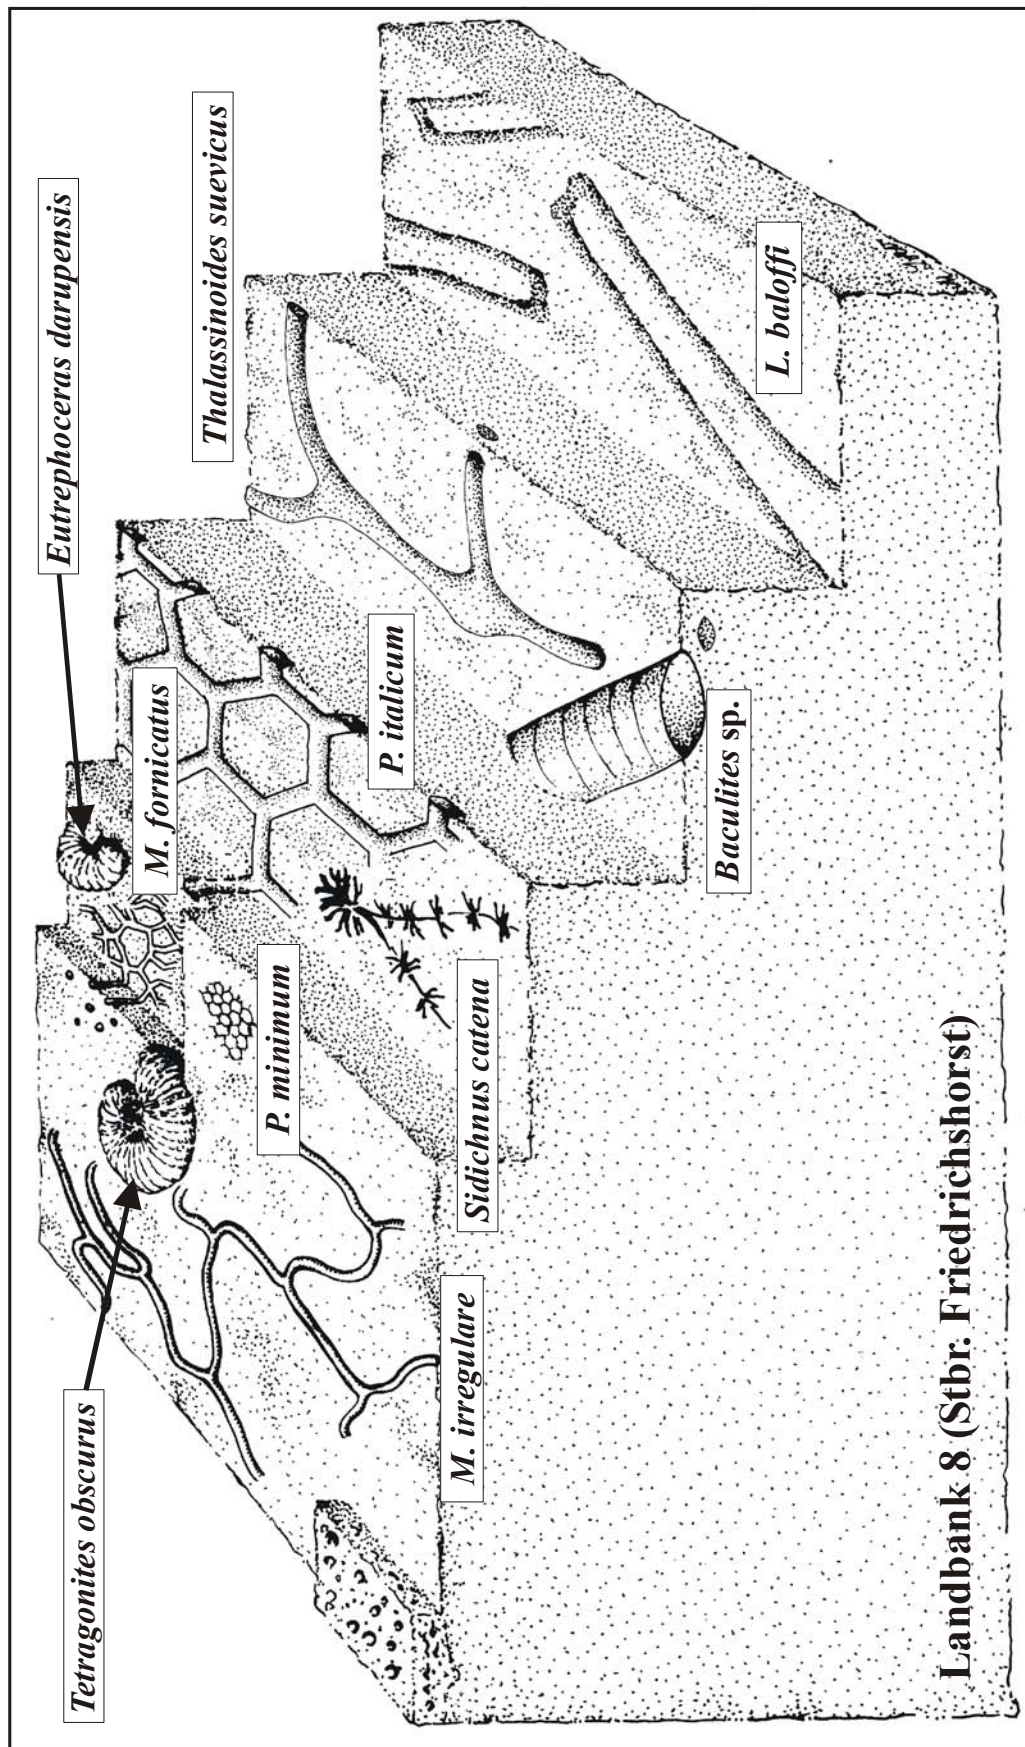 Tetragonites obscurus
Eutrephoceras darupensis
Thalassinoides suevicus
M. fornicatus
P. minimum
P. italicum
L. baloffi
Sidichnus catena
M. irregulare
Baculites sp.
Landbank 8 (Stbr. Friedrichshorst)